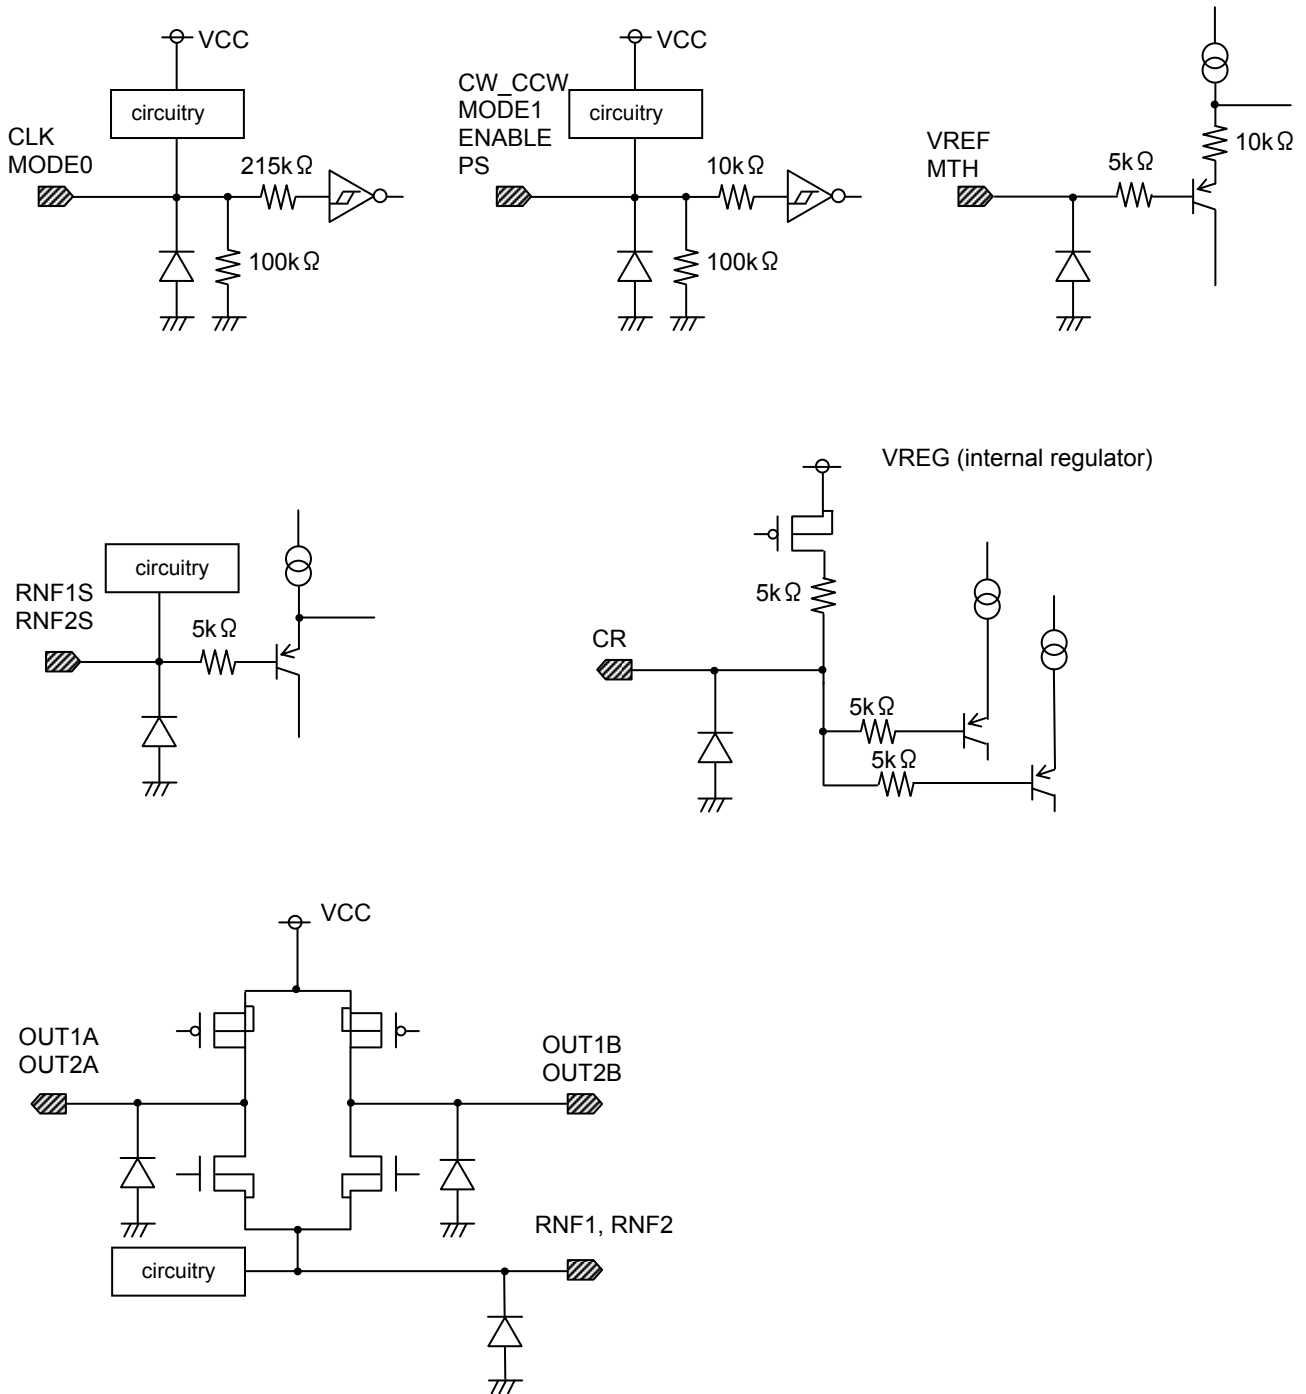 VCC
circuitry
CLK
MODE0
215kΩ
100kΩ
VCC
CW_CCW
MODE1
ENABLE
PS
circuitry
10kΩ
100kΩ
VREF
MTH
5kΩ
10kΩ
circuitry
RNF1S
RNF2S
5kΩ
VREG (internal regulator)
5kΩ
CR
5kΩ
5kΩ
VCC
OUT1A
OUT2A
OUT1B
OUT2B
RNF1, RNF2
circuitry